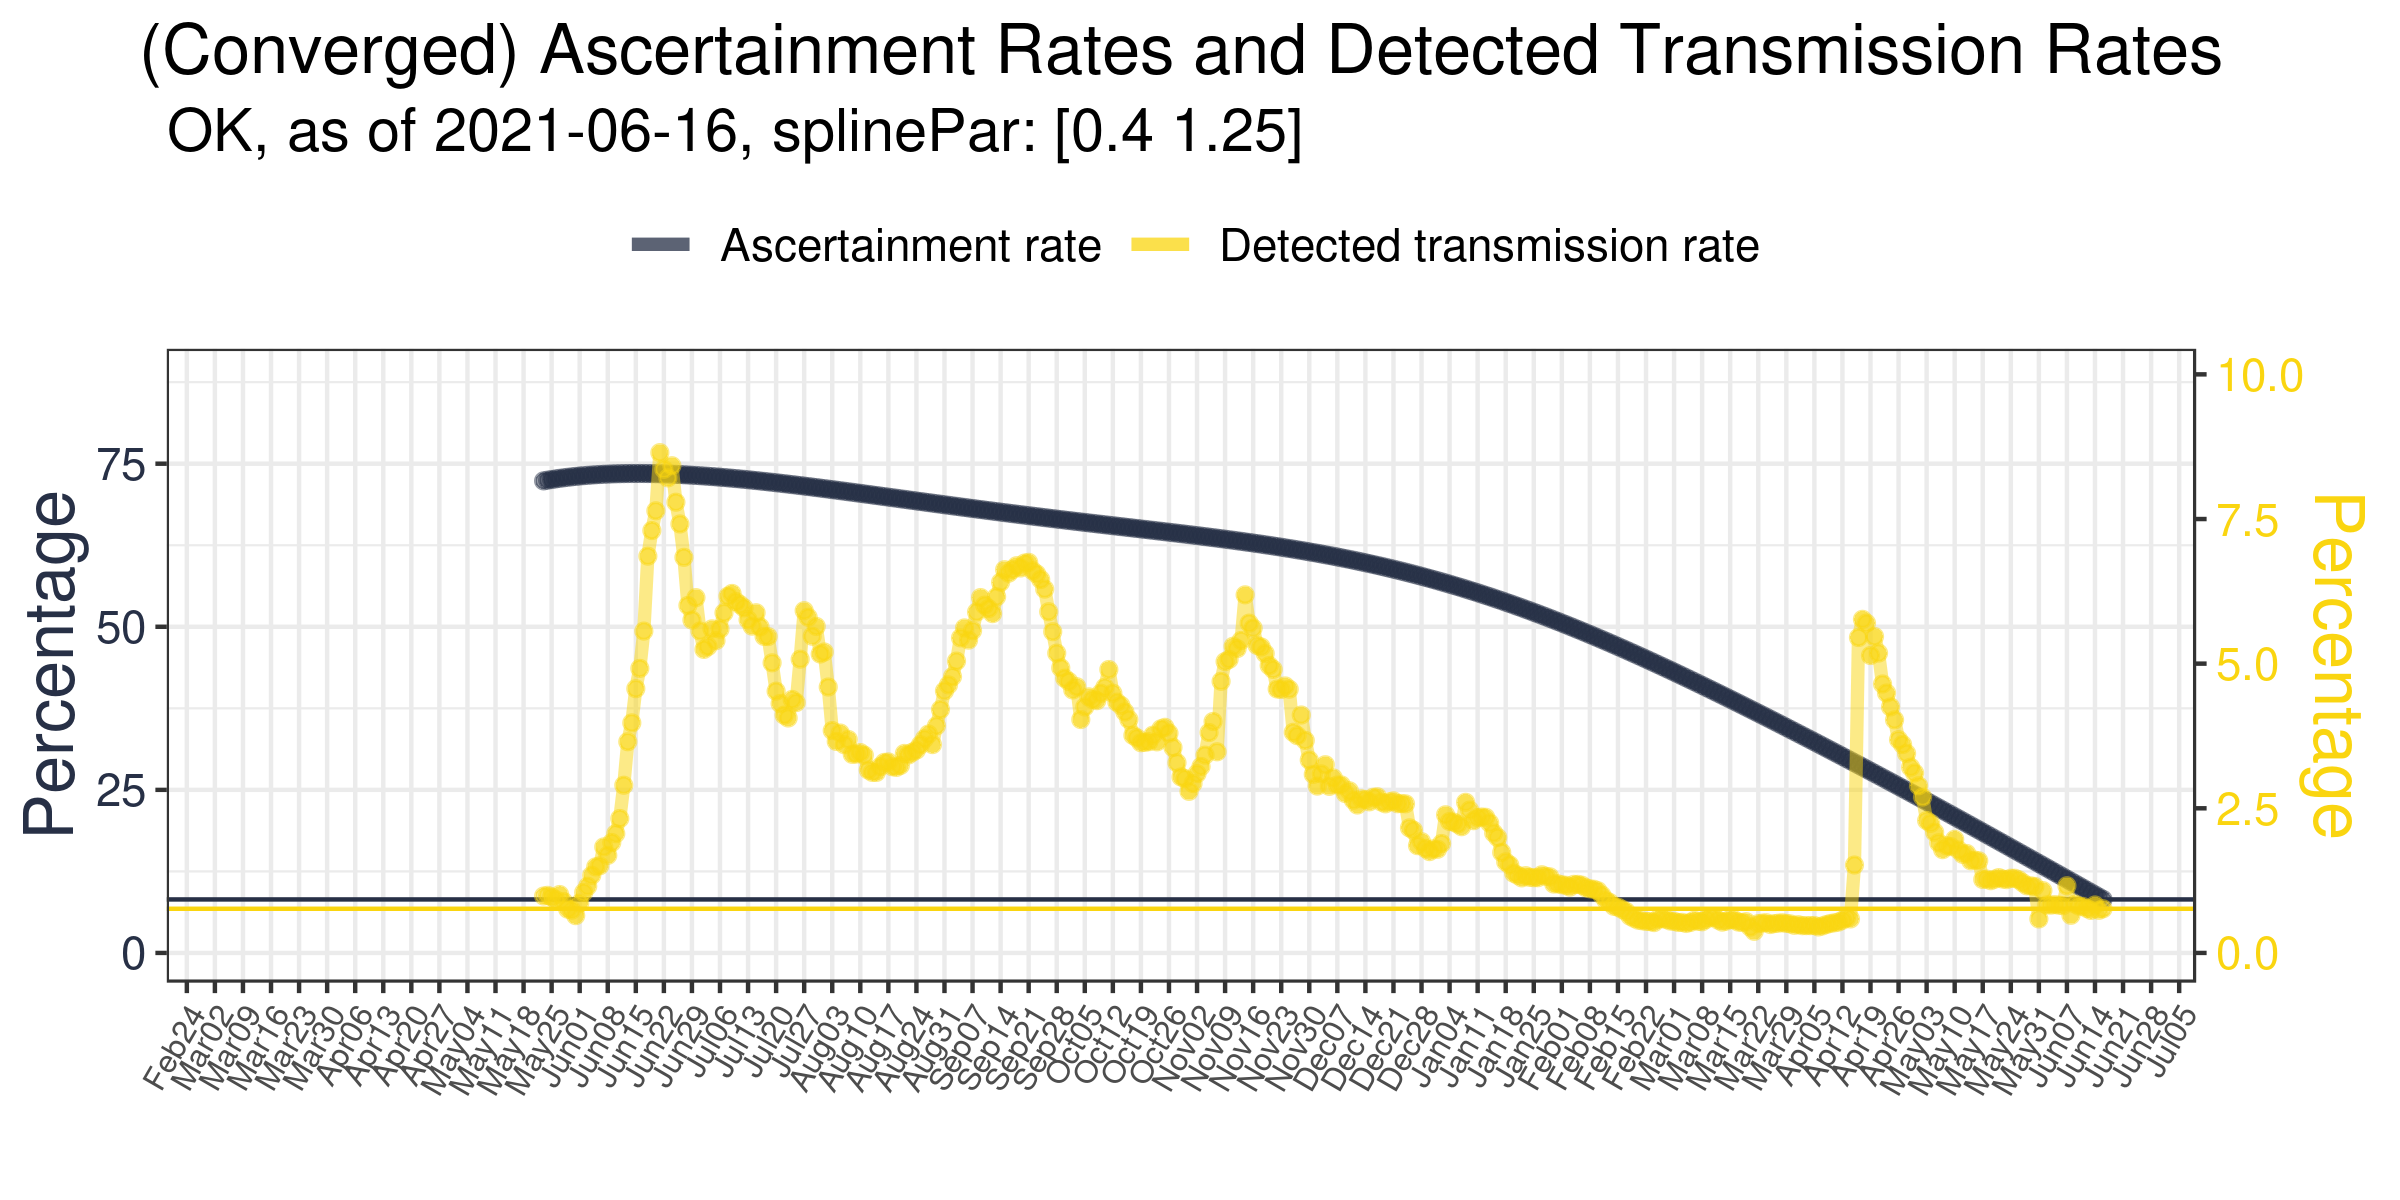 (Converged) Ascertainment Rates and Detected Transmission Rates
OK, as of 2021-06-16, splinePar: [0.4 1.25]
Ascertainment rate
Detected transmission rate
Percentage
75
50
25
0
10.0
7.5
5.0
2.5
0.0
Percentage
Feb24
Mar02
Mar09
Mar16
Mar23
Mar30
Apr06
Apr13
Apr20
Apr27
May04
May11
May18
May25
Jun01
Jun08
Jun15
Jun22
Jun29
Jul06
Jul13
Jul20
Jul27
Aug03
Aug10
Aug17
Aug24
Aug31
Sep07
Sep14
Sep21
Sep28
Oct05
Oct12
Oct19
Oct26
Nov02
Nov09
Nov16
Nov23
Nov30
Dec07
Dec14
Dec21
Dec28
Jan04
Jan11
Jan18
Jan25
Feb01
Feb08
Feb15
Feb22
Mar01
Mar08
Mar15
Mar22
Mar29
Apr05
Apr12
Apr19
Apr26
May03
May10
May17
May24
May31
Jun07
Jun14
Jun21
Jun28
Jul05